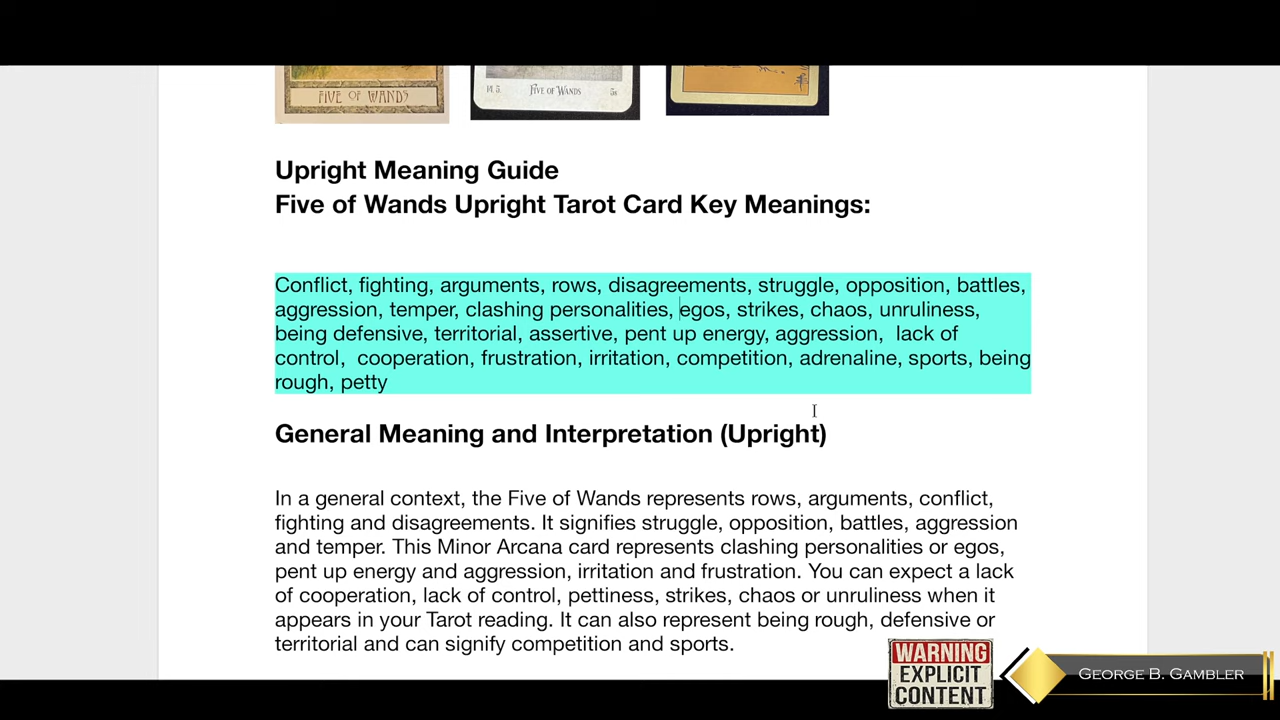 FIVE OF WANDS
VI. 5 FIVE OF WANDS 5s
Upright Meaning Guide
Five of Wands Upright Tarot Card Key Meanings:
Conflict, fighting, arguments, rows, disagreements, struggle, opposition, battles,
aggression, temper, clashing personalities, egos, strikes, chaos, unruliness,
being defensive, territorial, assertive, pent up energy, aggression,  lack of
control,  cooperation, frustration, irritation, competition, adrenaline, sports, being
rough, petty
General Meaning and Interpretation (Upright)
In a general context, the Five of Wands represents rows, arguments, conflict,
fighting and disagreements. It signifies struggle, opposition, battles, aggression
and temper. This Minor Arcana card represents clashing personalities or egos,
pent up energy and aggression, irritation and frustration. You can expect a lack
of cooperation, lack of control, pettiness, strikes, chaos or unruliness when it
appears in your Tarot reading. It can also represent being rough, defensive or
territorial and can signify competition and sports.
WARNING
EXPLICIT
CONTENT
GEORGE B. GAMBLER